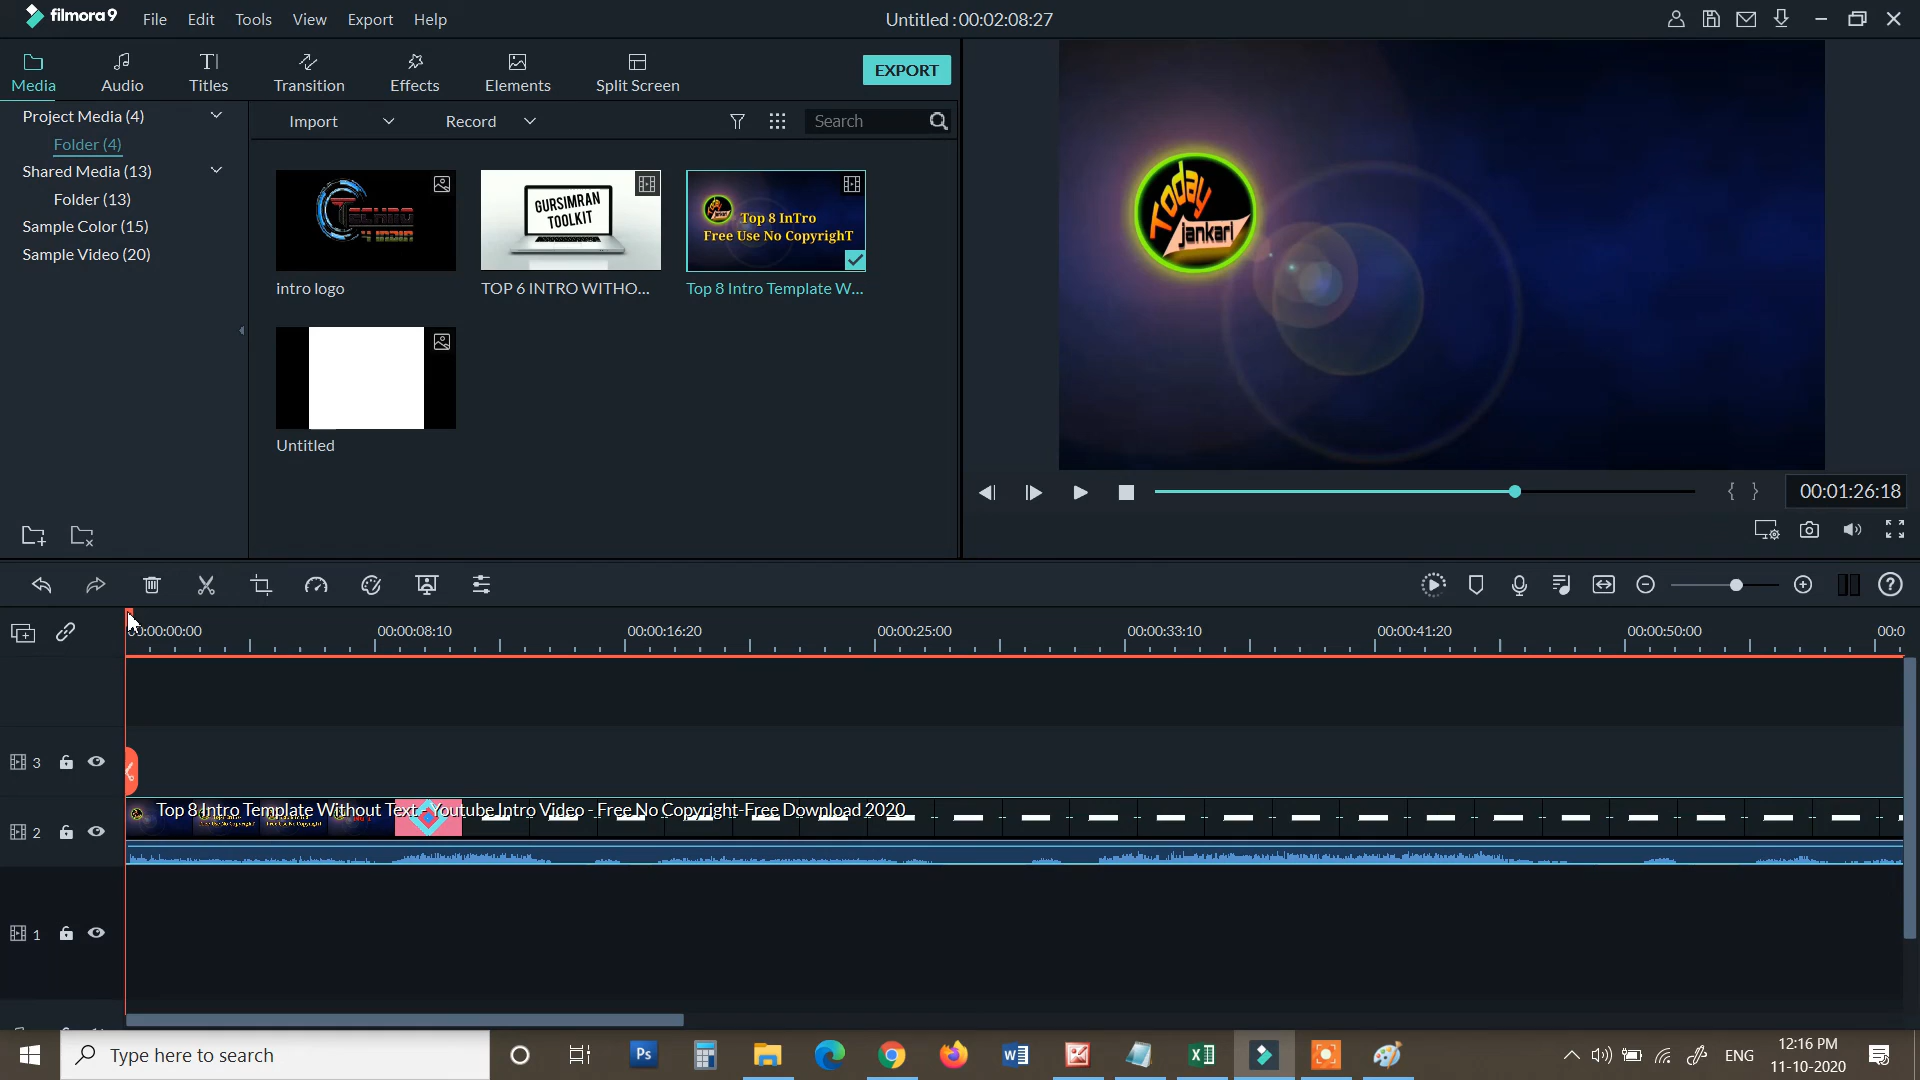 filmora9 File Edit Tools View Export Help Untitled : 00:02:08:27
Media Audio Titles Transition Effects Elements Split Screen EXPORT
Project Media (4)
Folder (4)
Shared Media (13)
Folder (13)
Sample Color (15)
Sample Video (20)
Import Record Search
GURSIMRAN
TOOLKIT
Top 8 InTro
Free Use No CopyrighT
intro logo TOP 6 INTRO WITHO... Top 8 Intro Template W...
Untitled
Today
jankari
00:01:26:18
00:00:00:00 00:00:08:10 00:00:16:20 00:00:25:00 00:00:33:10 00:00:41:20 00:00:50:00 00:0
3
Top 8 Intro Template Without Text - Youtube Intro Video - Free No Copyright-Free Download 2020
2
1
Type here to search Ps ENG 12:16 PM
11-10-2020